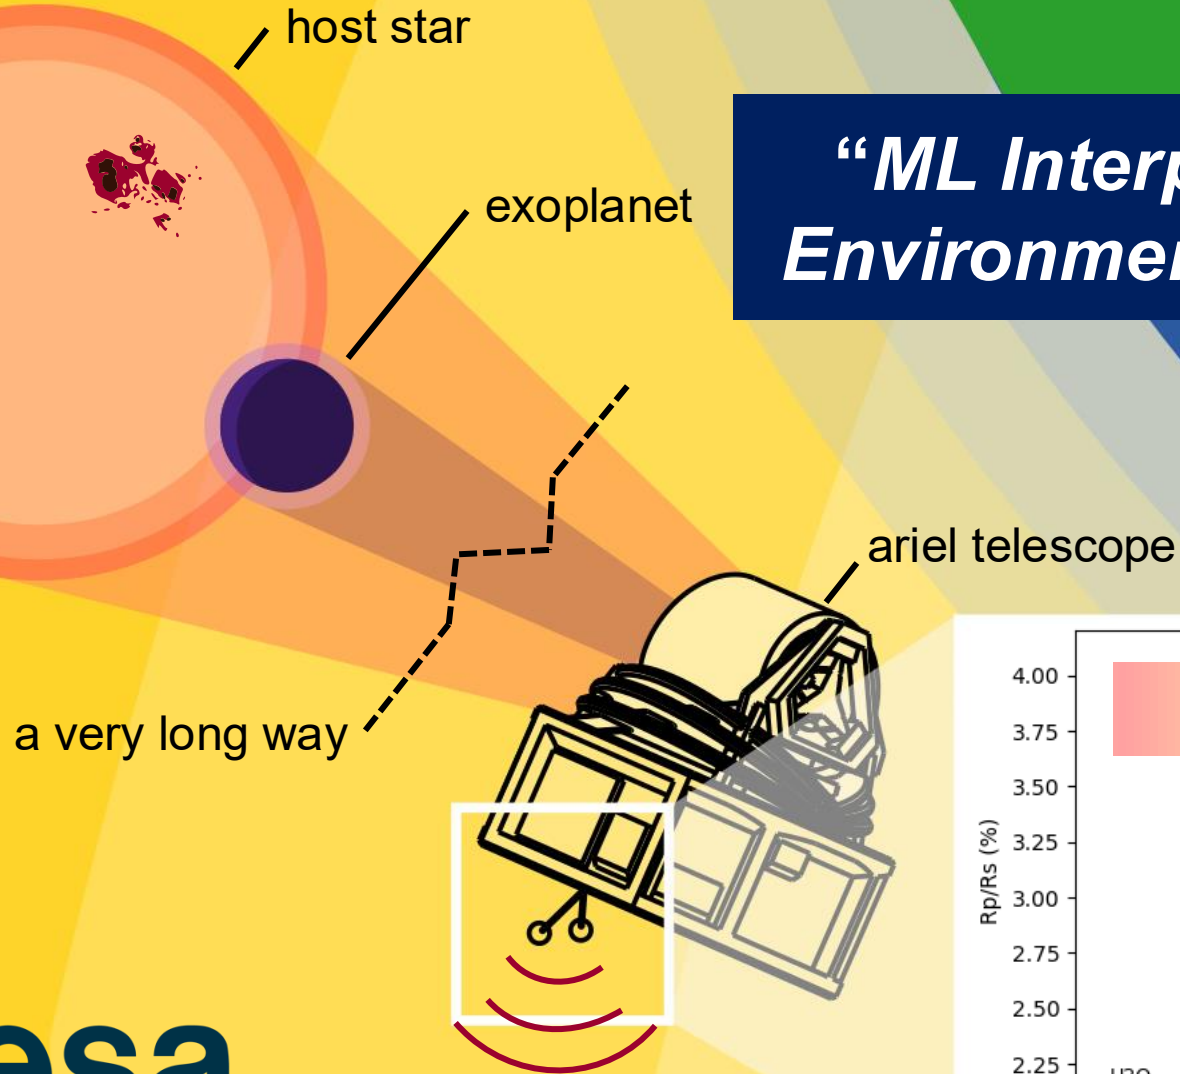 host star
“ML Interp
Environmen
exoplanet
ariel telescope
a very long way
4.00
3.75
3.50
3.25
3.00
2.75
2.50
2.25
Rp/Rs (%)
esa